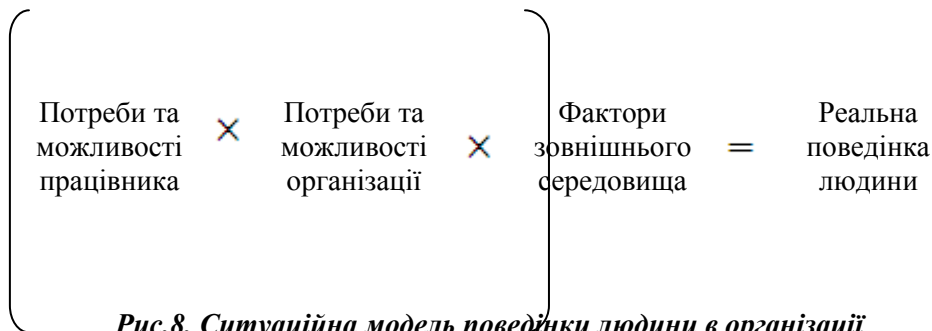 Потреби та
можливості
працівника
×
Потреби та
можливості
організації
×
Фактори
зовнішнього
середовища
=
Реальна
поведінка
людини
Рис.8. Ситуаційна модель поведінки людини в організації